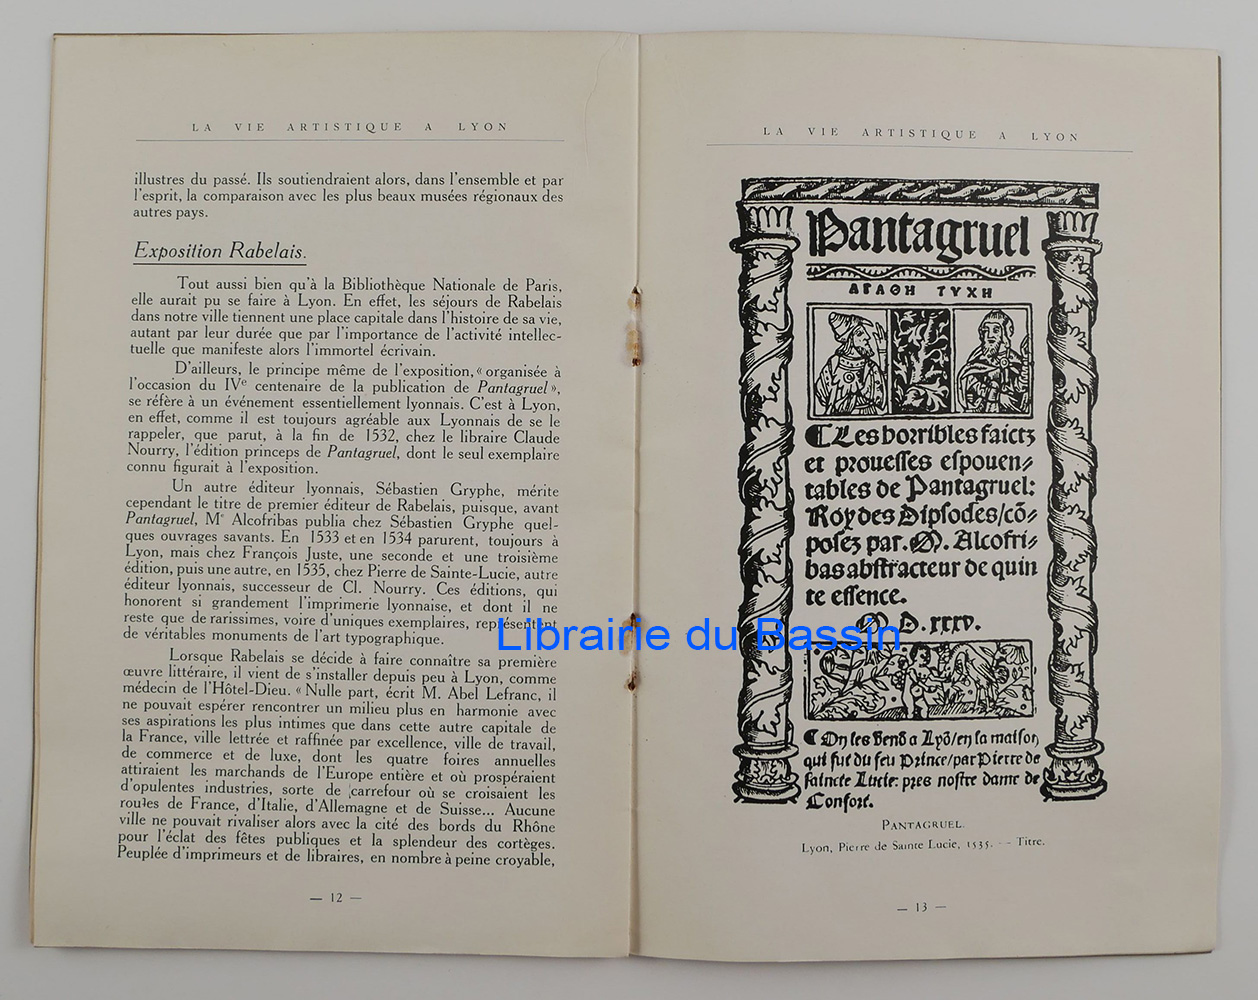 LA VIE ARTISTIQUE A LYON
illustres du passé. Ils soutiendraient alors, dans l'ensemble et par
l'esprit, la comparaison avec les plus beaux musées régionaux des
autres pays.
Exposition Rabelais.
Tout aussi bien qu'à la Bibliothèque Nationale de Paris,
elle aurait pu se faire à Lyon. En effet, les séjours de Rabelais
dans notre ville tiennent une place capitale dans l'histoire de sa vie,
autant par leur durée que par l'importance de l'activité intellec-
tuelle que manifeste alors l'immortel écrivain.
D'ailleurs, le principe même de l'exposition, « organisée à
l'occasion du IVe centenaire de la publication de Pantagruel »,
se réfère à un événement essentiellement lyonnais. C'est à Lyon,
en effet, comme il est toujours agréable aux Lyonnais de se le
rappeler, que parut, à la fin de 1532, chez le libraire Claude
Nourry, l'édition princeps de Pantagruel, dont le seul exemplaire
connu figurait à l'exposition.
Un autre éditeur lyonnais, Sébastien Gryphe, mérite
cependant le titre de premier éditeur de Rabelais, puisque, avant
Pantagruel, Me Alcofribas publia chez Sébastien Gryphe quel-
ques ouvrages savants. En 1533 et en 1534 parurent, toujours à
Lyon, mais chez François Juste, une seconde et une troisième
édition, puis une autre, en 1535, chez Pierre de Sainte-Lucie, autre
éditeur lyonnais, successeur de Cl. Nourry. Ces éditions, qui
honorent si grandement l'imprimerie lyonnaise, et dont il ne
reste que de rarissimes, voire d'uniques exemplaires, représentent
de véritables monuments de l'art typographique.
Lorsque Rabelais se décide à faire connaître sa première
œuvre littéraire, il vient de s'installer depuis peu à Lyon, comme
médecin de l'Hôtel-Dieu. « Nulle part, écrit M. Abel Lefranc, il
ne pouvait espérer rencontrer un milieu plus en harmonie avec
ses aspirations les plus intimes que dans cette autre capitale de
la France, ville lettrée et raffinée par excellence, ville de travail,
de commerce et de luxe, dont les quatre foires annuelles
attiraient les marchands de l'Europe entière et où prospéraient
d'opulentes industries, sorte de carrefour où se croisaient les
routes de France, d'Italie, d'Allemagne et de Suisse... Aucune
ville ne pouvait rivaliser alors avec la cité des bords du Rhône
pour l'éclat des fêtes publiques et la splendeur des cortèges.
Peuplée d'imprimeurs et de libraires, en nombre à peine croyable,
— 12 —
LA VIE ARTISTIQUE A LYON
Pantagruel
ΑΓΑΘΗ ΤΥΧΗ
¶ Les horribles faictz
et prouesses espouen/
tables de Pantagruel:
Roy des Dipsodes/cõ/
posez par. M. Alcofri/
bas abstracteur de quin
te essence.
M. D. xxxv.
¶ On les vend a Lyõ/en la maison,
qui fut du feu Prince/par Pierre de
saincte Lucie: pres nostre dame de
Confort.
PANTAGRUEL.
Lyon, Pierre de Sainte Lucie, 1535. — Titre.
— 13 —
Librairie du Bassin